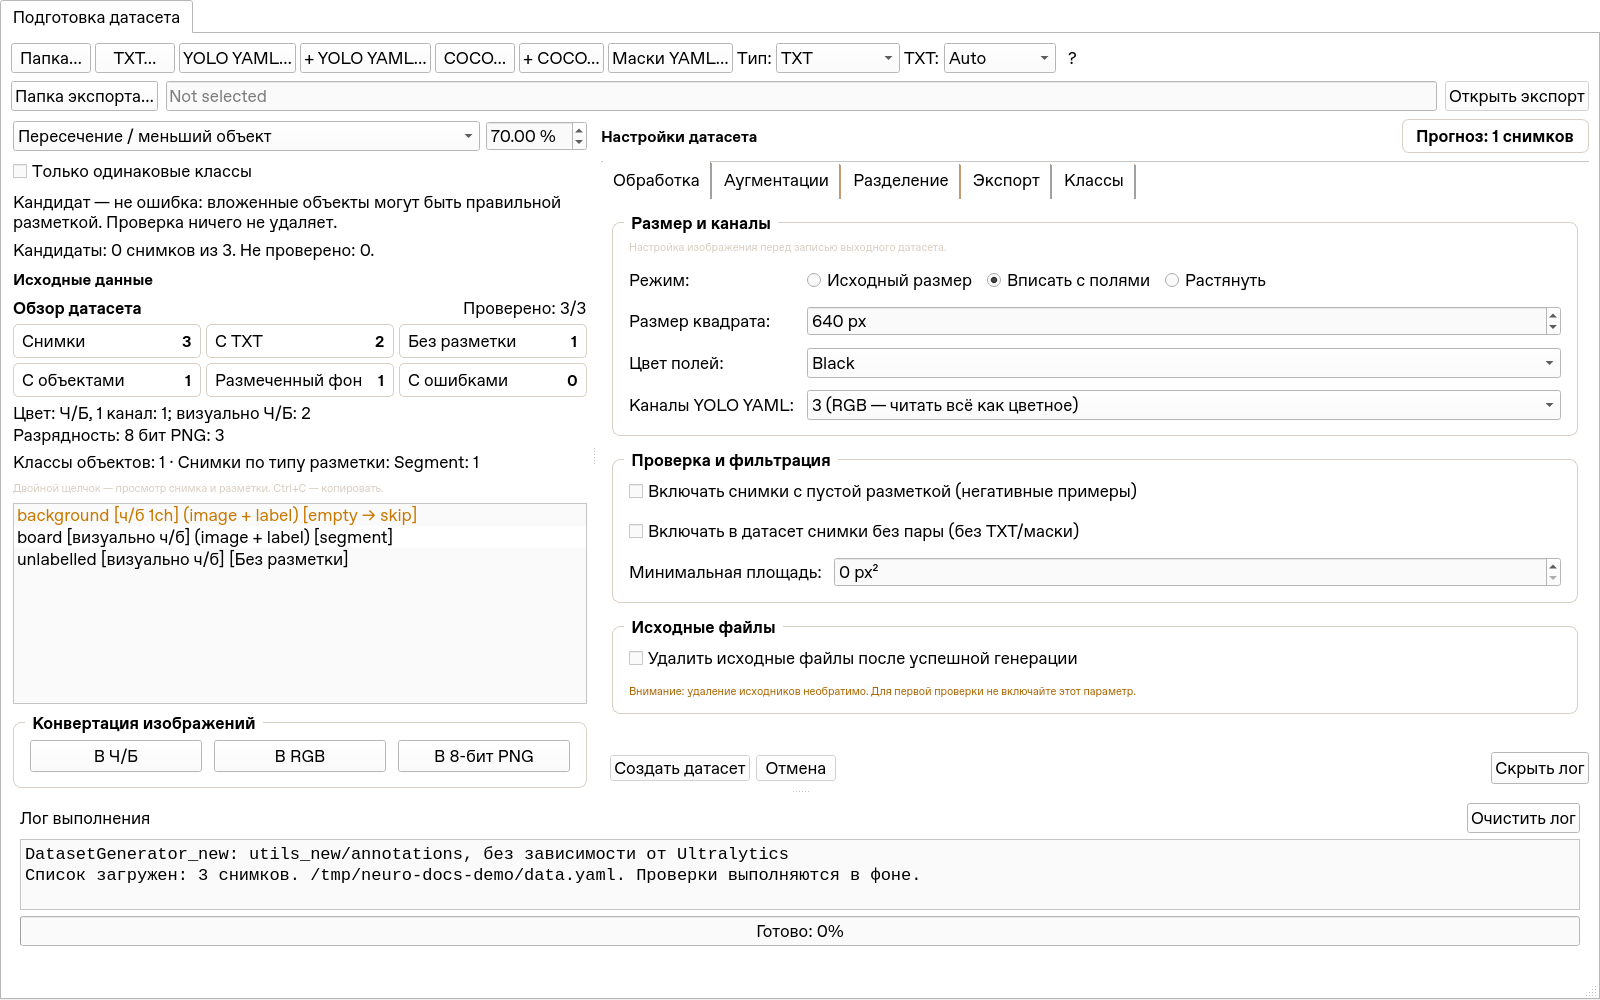 Подготовка датасета
Папка... TXT... YOLO YAML... + YOLO YAML... COCO... + COCO... Маски YAML... Тип: TXT TXT: Auto ?
Папка экспорта... Not selected Открыть экспорт
Пересечение / меньший объект 70.00 %
Только одинаковые классы
Кандидат — не ошибка: вложенные объекты могут быть правильной
разметкой. Проверка ничего не удаляет.
Кандидаты: 0 снимков из 3. Не проверено: 0.
Исходные данные
Обзор датасета Проверено: 3/3
Снимки 3 С TXT 2 Без разметки 1
С объектами 1 Размеченный фон 1 С ошибками 0
Цвет: Ч/Б, 1 канал: 1; визуально Ч/Б: 2
Разрядность: 8 бит PNG: 3
Классы объектов: 1 · Снимки по типу разметки: Segment: 1
Двойной щелчок — просмотр снимка и разметки. Ctrl+C — копировать.
background [ч/б 1ch] (image + label) [empty → skip]
board [визуально ч/б] (image + label) [segment]
unlabelled [визуально ч/б] [Без разметки]
Конвертация изображений
В Ч/Б В RGB В 8-бит PNG
Настройки датасета Прогноз: 1 снимков
Обработка Аугментации Разделение Экспорт Классы
Размер и каналы
Настройка изображения перед записью выходного датасета.
Режим: Исходный размер Вписать с полями Растянуть
Размер квадрата: 640 px
Цвет полей: Black
Каналы YOLO YAML: 3 (RGB — читать всё как цветное)
Проверка и фильтрация
Включать снимки с пустой разметкой (негативные примеры)
Включать в датасет снимки без пары (без TXT/маски)
Минимальная площадь: 0 px²
Исходные файлы
Удалить исходные файлы после успешной генерации
Внимание: удаление исходников необратимо. Для первой проверки не включайте этот параметр.
Создать датасет Отмена Скрыть лог
Лог выполнения Очистить лог
DatasetGenerator_new: utils_new/annotations, без зависимости от Ultralytics
Список загружен: 3 снимков. /tmp/neuro-docs-demo/data.yaml. Проверки выполняются в фоне.
Готово: 0%